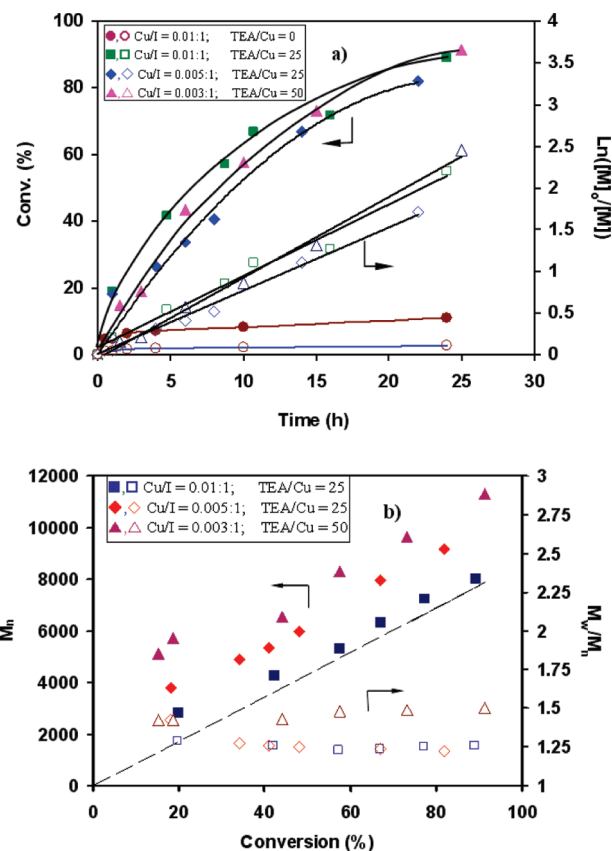 Cu/I = 0.01:1; TEA/Cu = 0
Cu/I = 0.01:1; TEA/Cu = 25
Cu/I = 0.005:1; TEA/Cu = 25
Cu/I = 0.003:1; TEA/Cu = 50
a)
100
80
60
40
20
0
Conv. (%)
4
3.5
3
2.5
2
1.5
1
0.5
0
Ln([M]o/[M])
0 5 10 15 20 25 30
Time (h)
Cu/I = 0.01:1; TEA/Cu = 25
Cu/I = 0.005:1; TEA/Cu = 25
Cu/I = 0.003:1; TEA/Cu = 50
b)
12000
10000
8000
6000
4000
2000
0
Mn
3
2.75
2.5
2.25
2
1.75
1.5
1.25
1
Mw/Mn
0 20 40 60 80 100
Conversion (%)